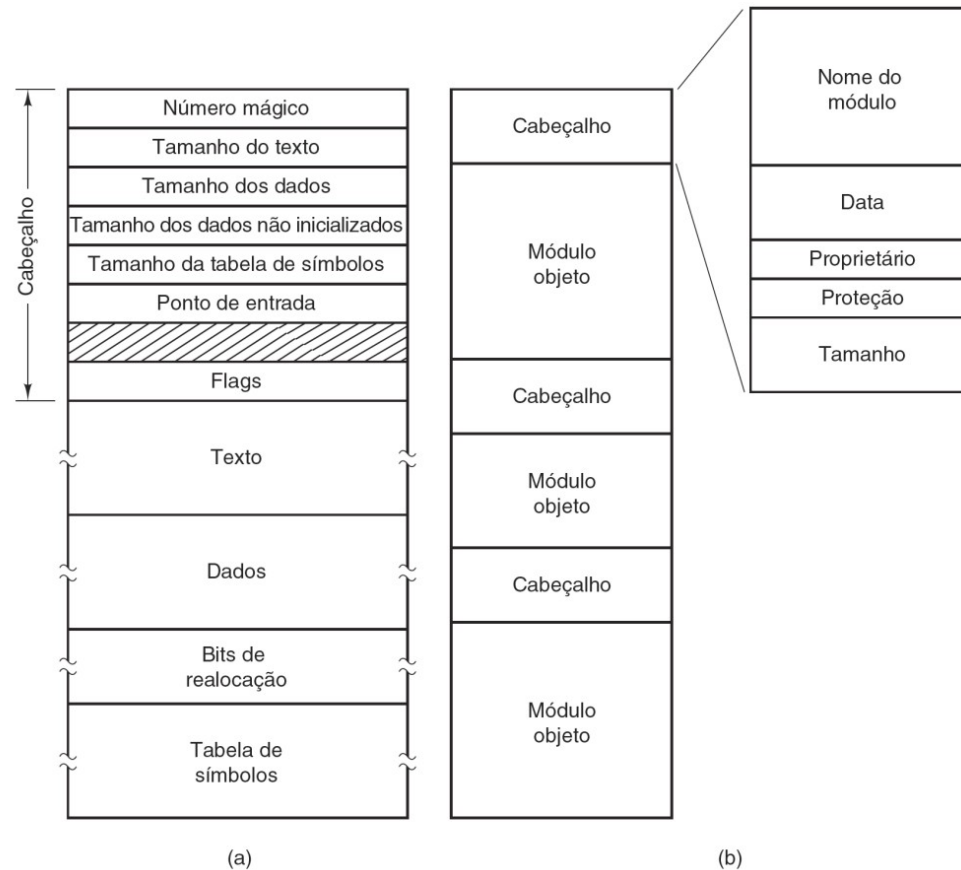 Cabeçalho
Número mágico
Tamanho do texto
Tamanho dos dados
Tamanho dos dados não inicializados
Tamanho da tabela de símbolos
Ponto de entrada
Flags
Texto
Dados
Bits de
realocação
Tabela de
símbolos
(a)
Cabeçalho
Módulo
objeto
Cabeçalho
Módulo
objeto
Cabeçalho
Módulo
objeto
Nome do
módulo
Data
Proprietário
Proteção
Tamanho
(b)